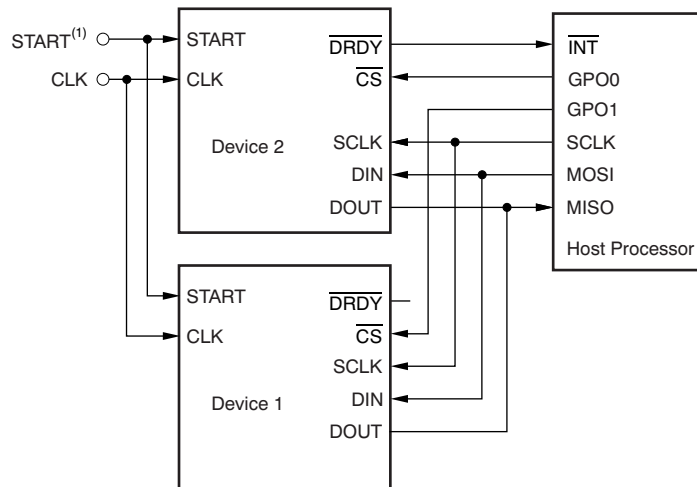 START(1)
CLK
START
CLK
Device 2
DRDY
CS
SCLK
DIN
DOUT
INT
GPO0
GPO1
SCLK
MOSI
MISO
Host Processor
START
CLK
Device 1
DRDY
CS
SCLK
DIN
DOUT